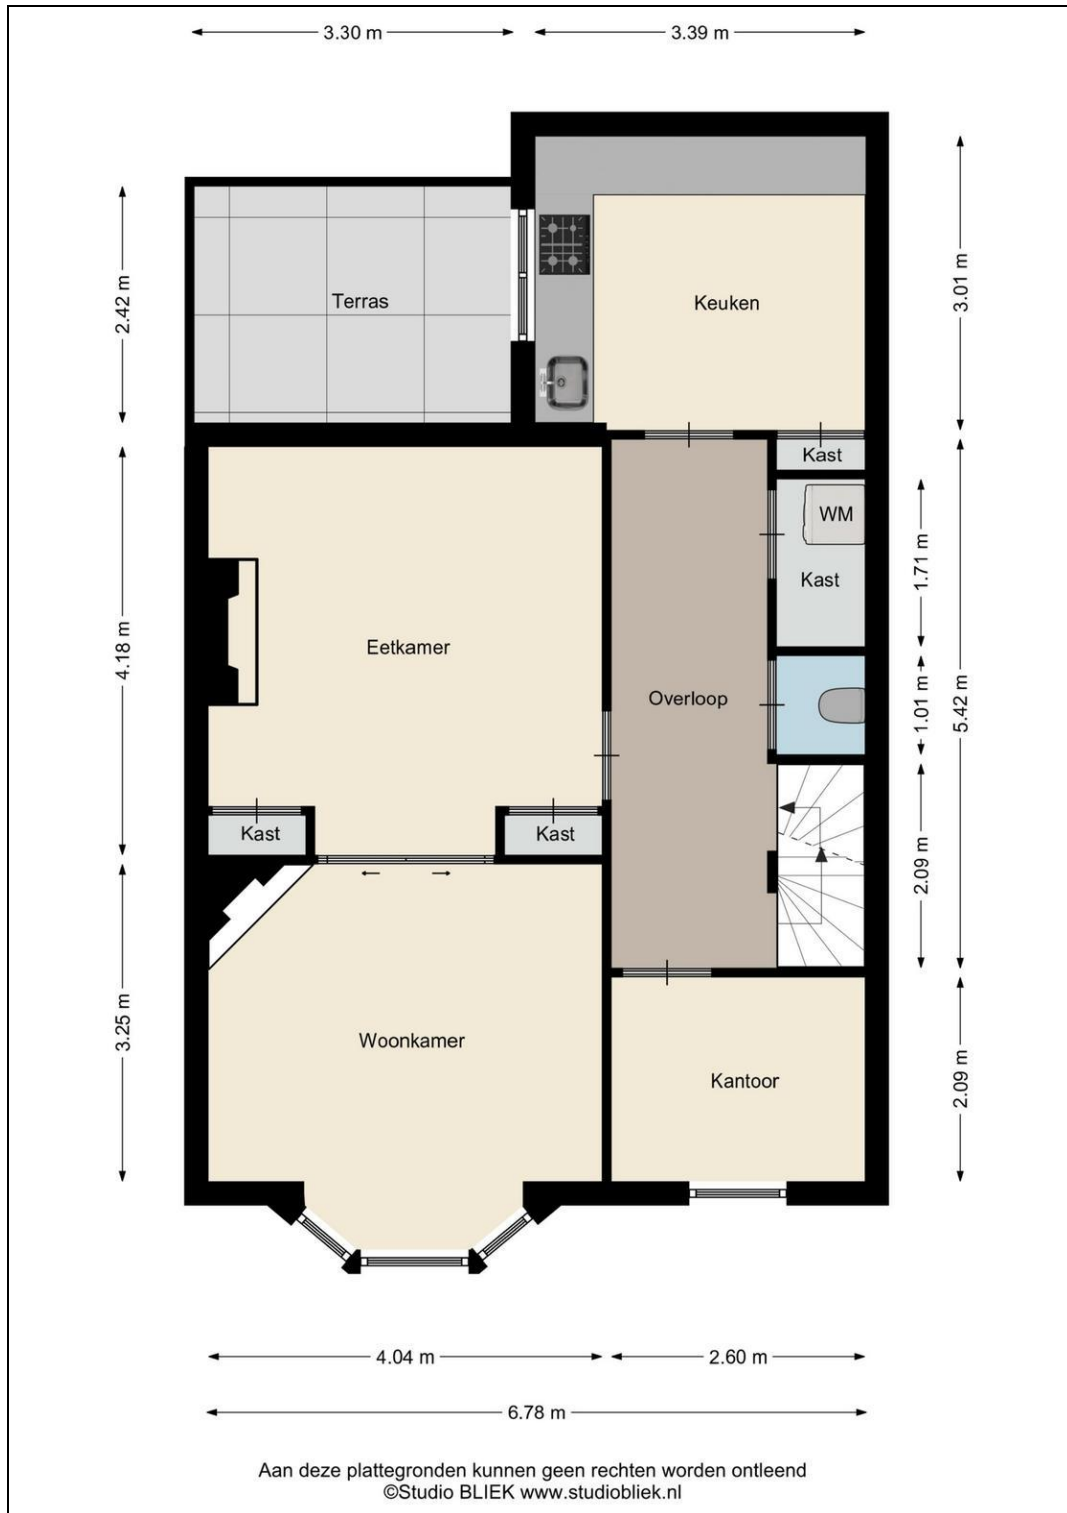 3.30 m
3.39 m
2.42 m
3.01 m
Terras
Keuken
Kast
WM
Kast
1.71 m
4.18 m
Eetkamer
Overloop
1.01 m
5.42 m
Kast
Kast
2.09 m
3.25 m
Woonkamer
Kantoor
2.09 m
4.04 m
2.60 m
6.78 m
Aan deze plattegronden kunnen geen rechten worden ontleend
©Studio BLIEK www.studiobliek.nl